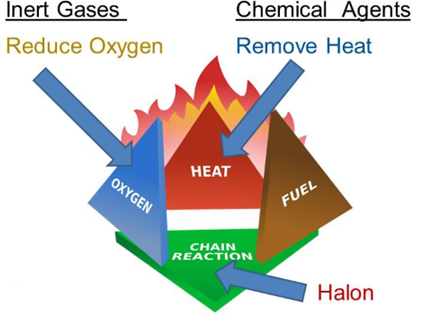 Inert Gases
Reduce Oxygen
Chemical Agents
Remove Heat
HEAT
OXYGEN
FUEL
CHAIN
REACTION
Halon